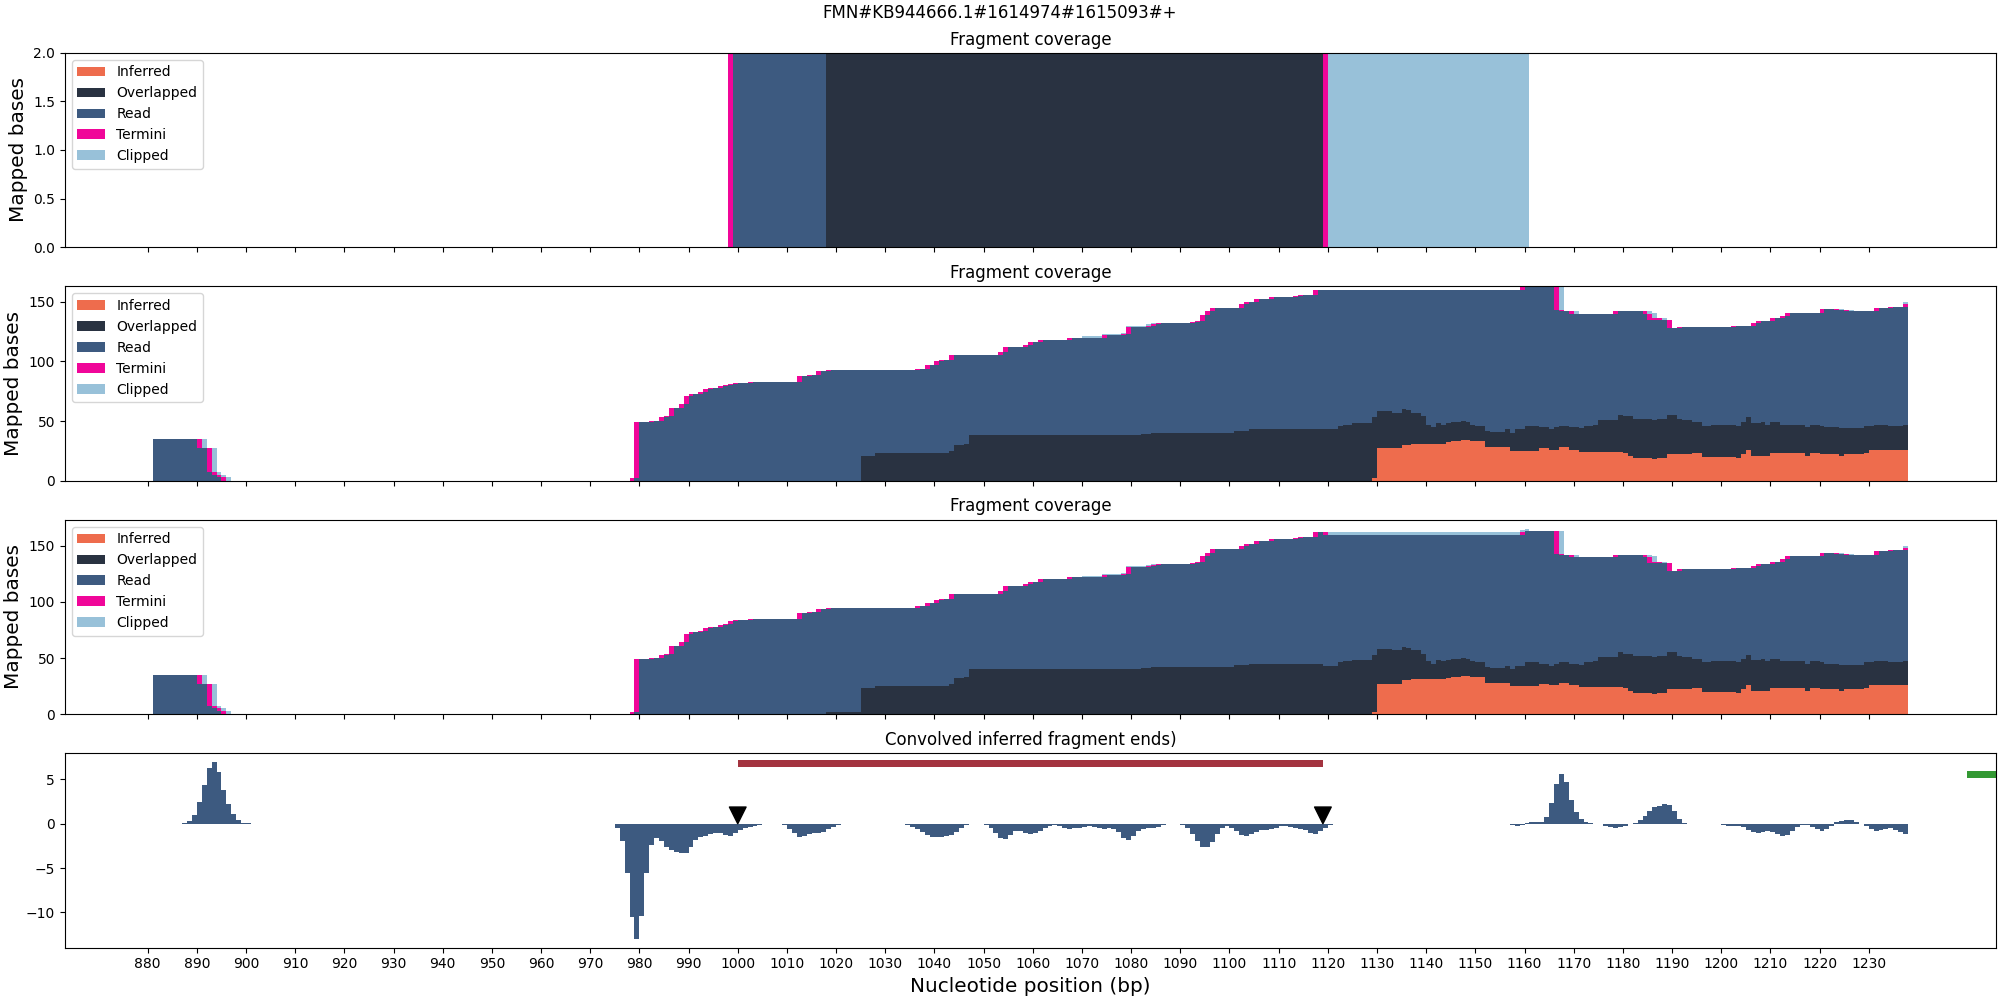 FMN#KB944666.1#1614974#1615093#+
Fragment coverage
Mapped bases
2.0
1.5
1.0
0.5
0.0
Inferred
Overlapped
Read
Termini
Clipped
Fragment coverage
Mapped bases
150
100
50
0
Inferred
Overlapped
Read
Termini
Clipped
Fragment coverage
Mapped bases
150
100
50
0
Inferred
Overlapped
Read
Termini
Clipped
Convolved inferred fragment ends)
5
0
−5
−10
880 890 900 910 920 930 940 950 960 970 980 990 1000 1010 1020 1030 1040 1050 1060 1070 1080 1090 1100 1110 1120 1130 1140 1150 1160 1170 1180 1190 1200 1210 1220 1230
Nucleotide position (bp)